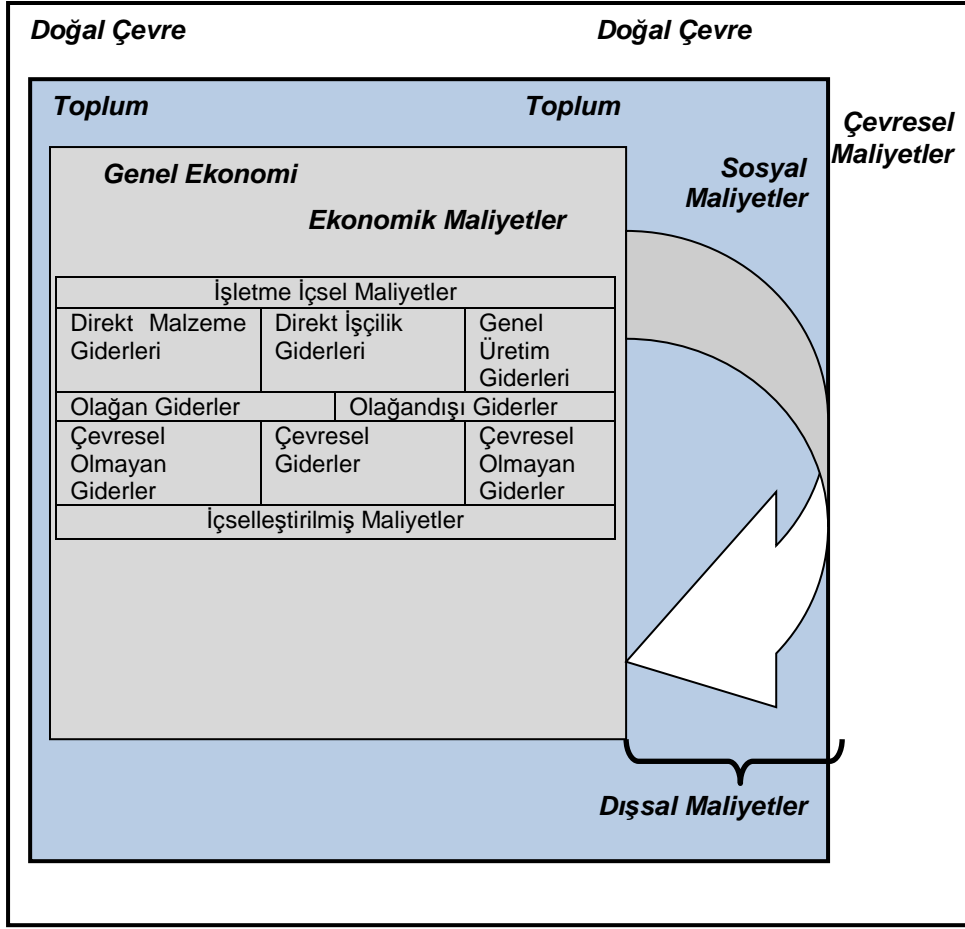 Doğal Çevre Doğal Çevre
Toplum Toplum
Çevresel
Maliyetler
Sosyal
Maliyetler
Genel Ekonomi
Ekonomik Maliyetler
İşletme İçsel Maliyetler
Direkt Malzeme
Giderleri
Direkt İşçilik
Giderleri
Genel
Üretim
Giderleri
Olağan Giderler
Olağandışı Giderler
Çevresel
Olmayan
Giderler
Çevresel
Giderler
Çevresel
Olmayan
Giderler
İçselleştirilmiş Maliyetler
Dışsal Maliyetler